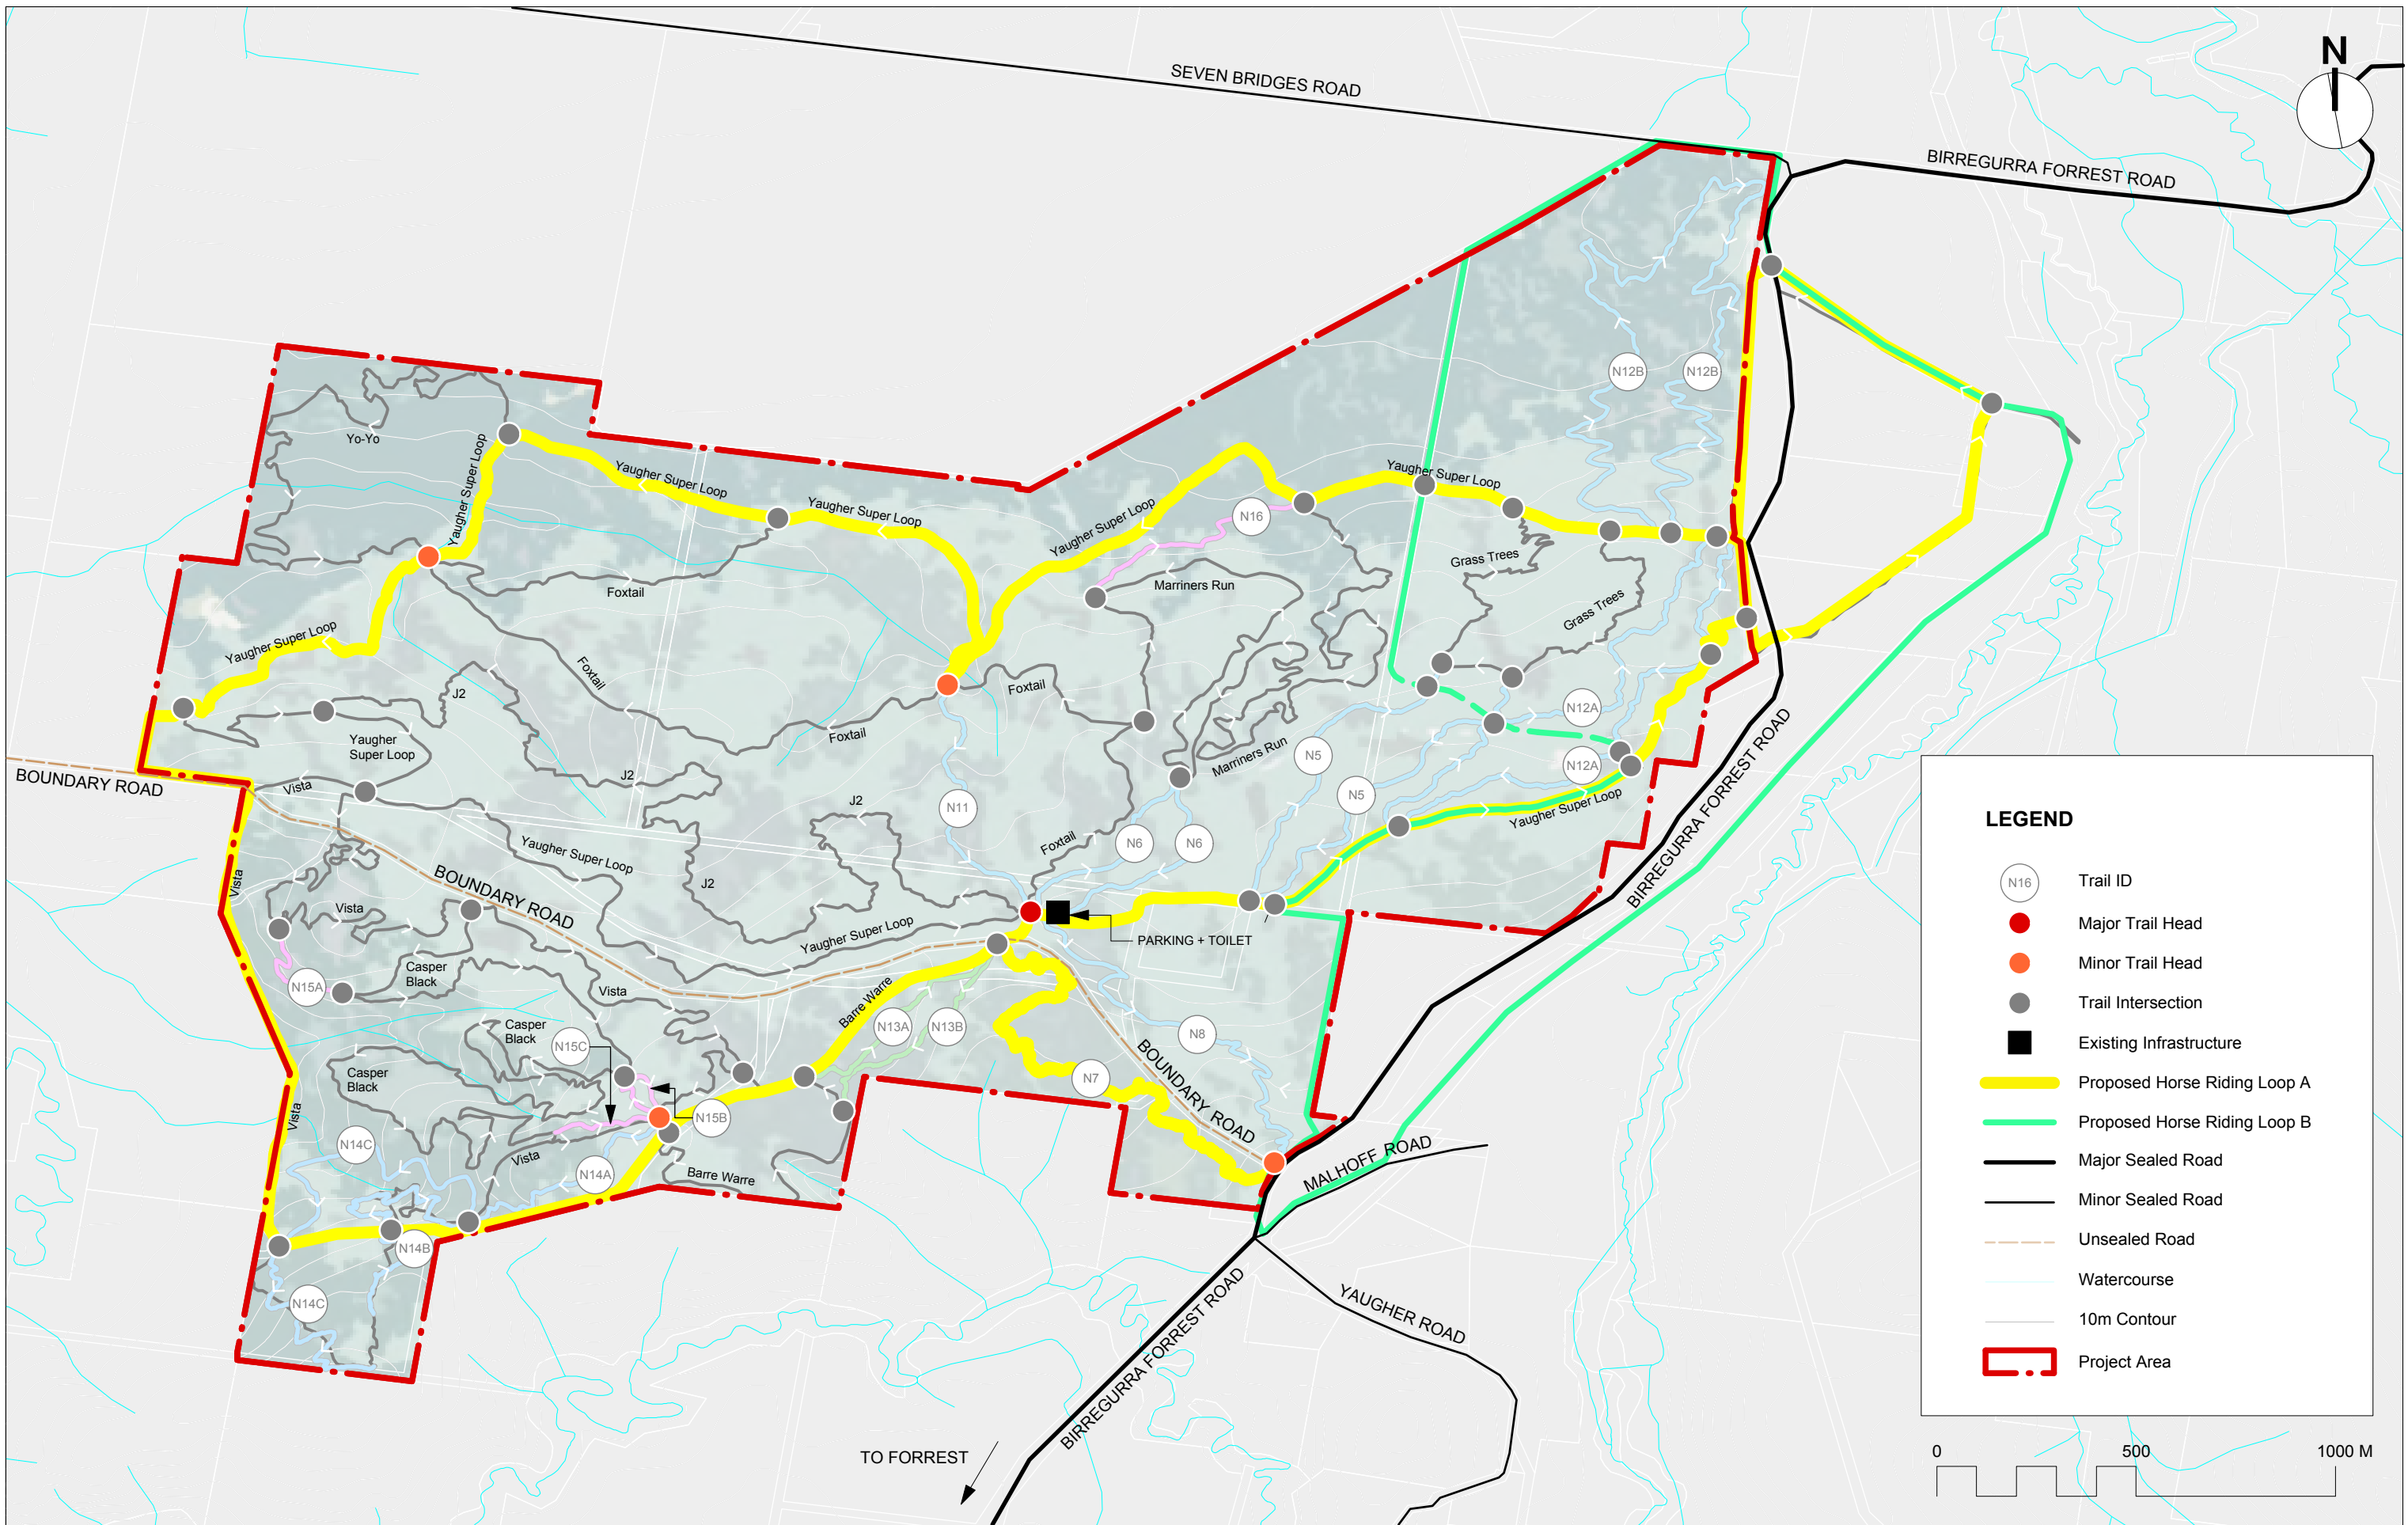 SEVEN BRIDGES ROAD
N
BIRREGURRA FORREST ROAD
N12B
N12B
Yo-Yo
Yaugher Super Loop
Yaugher Super Loop
Yaugher Super Loop
Yaugher Super Loop
Yaugher Super Loop
N16
Grass Trees
Grass Trees
Marriners Run
Foxtail
Foxtail
Foxtail
Foxtail
Yaugher Super Loop
J2
Yaugher
Super Loop
J2
J2
J2
Marriners Run
N5
N5
N12A
N12A
Yaugher Super Loop
BOUNDARY ROAD
Vista
N11
N6
N6
Foxtail
Yaugher Super Loop
BOUNDARY ROAD
Vista
Vista
Yaugher Super Loop
PARKING + TOILET
BIRREGURRA FORREST ROAD
N15A
Casper
Black
Vista
Barre Warre
N13A
N13B
N8
Casper
Black
N15C
Casper
Black
N7
BOUNDARY ROAD
N15B
Vista
N14C
Vista
N14A
Barre Warre
MALHOFF ROAD
N14B
N14C
YAUGHER ROAD
BIRREGURRA FORREST ROAD
TO FORREST
LEGEND
N16 Trail ID
Major Trail Head
Minor Trail Head
Trail Intersection
Existing Infrastructure
Proposed Horse Riding Loop A
Proposed Horse Riding Loop B
Major Sealed Road
Minor Sealed Road
Unsealed Road
Watercourse
10m Contour
Project Area
0 500 1000 M